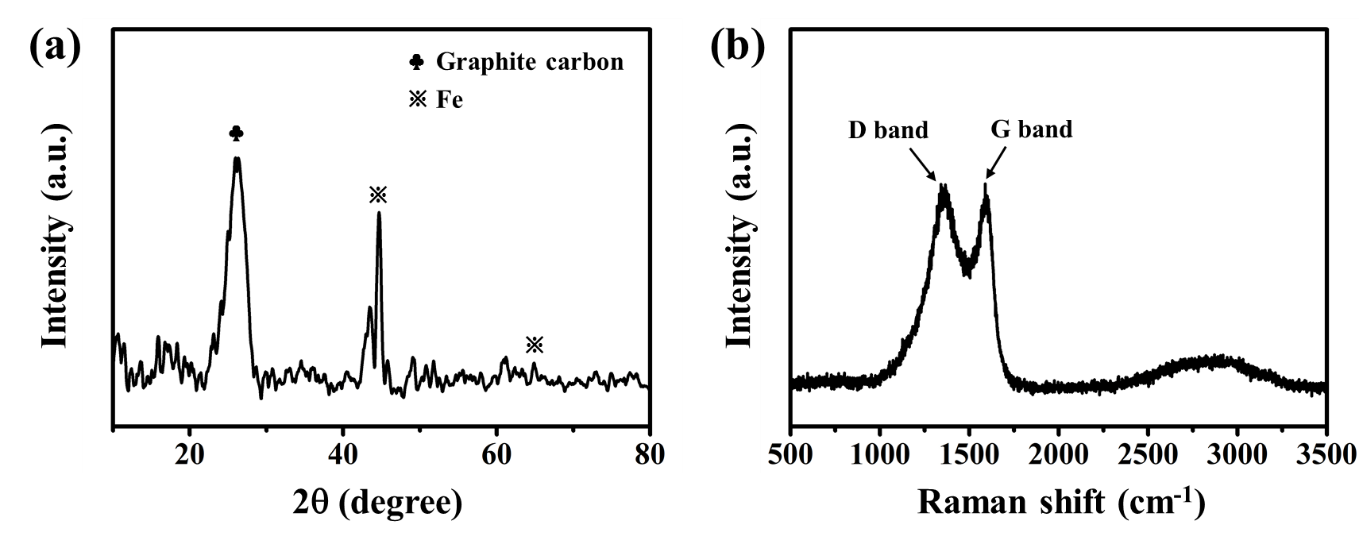 (a)
♣ Graphite carbon
※ Fe
♣
※
※
Intensity (a.u.)
20 40 60 80
2θ (degree)
(b)
D band G band
Intensity (a.u.)
500 1000 1500 2000 2500 3000 3500
Raman shift (cm-1)